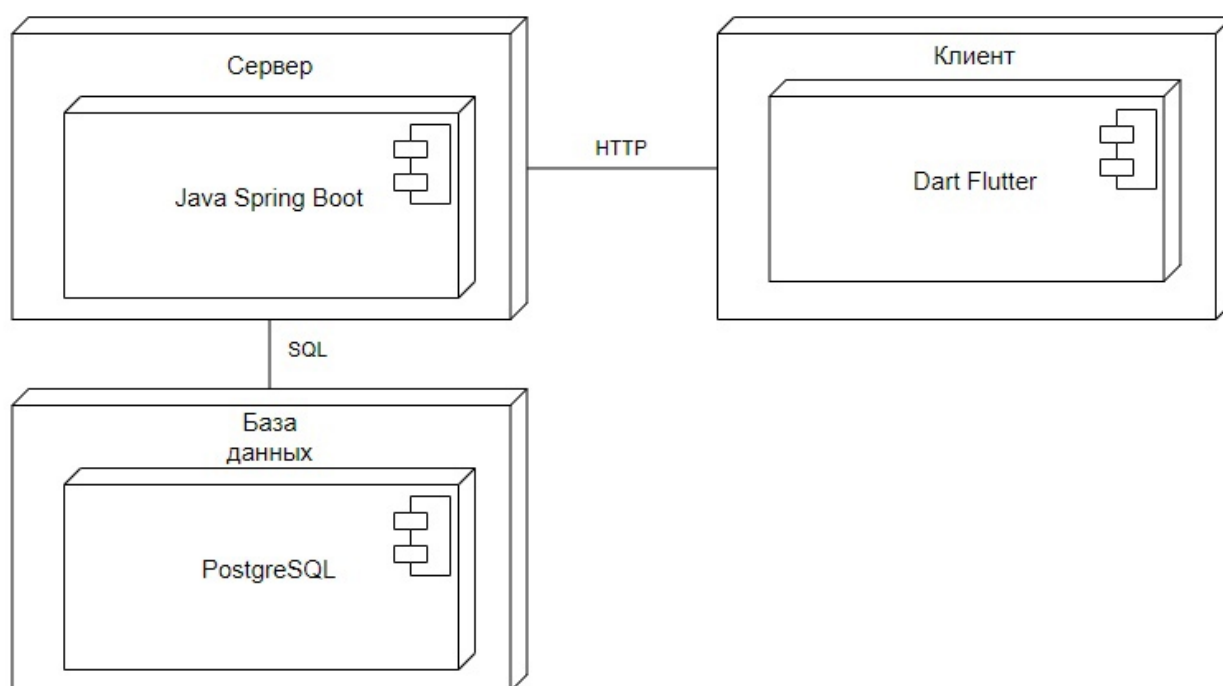 Сервер
Java Spring Boot
HTTP
Клиент
Dart Flutter
SQL
База
данных
PostgreSQL